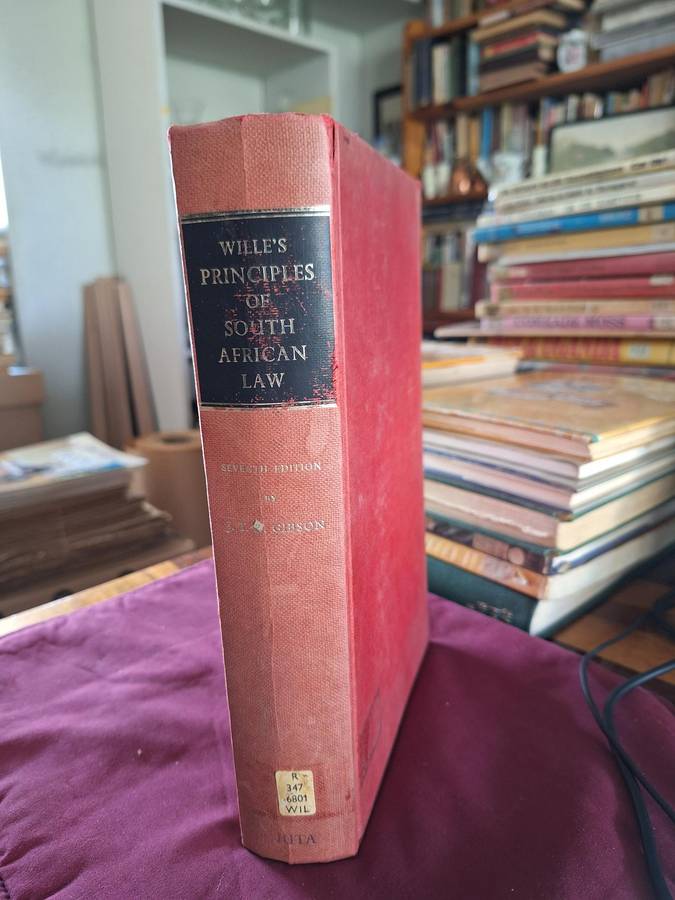 WILLE'S
PRINCIPLES
OF
SOUTH
AFRICAN
LAW
SEVENTH EDITION
BY
GIBSON
R
347
·6801
WIL
JUTA